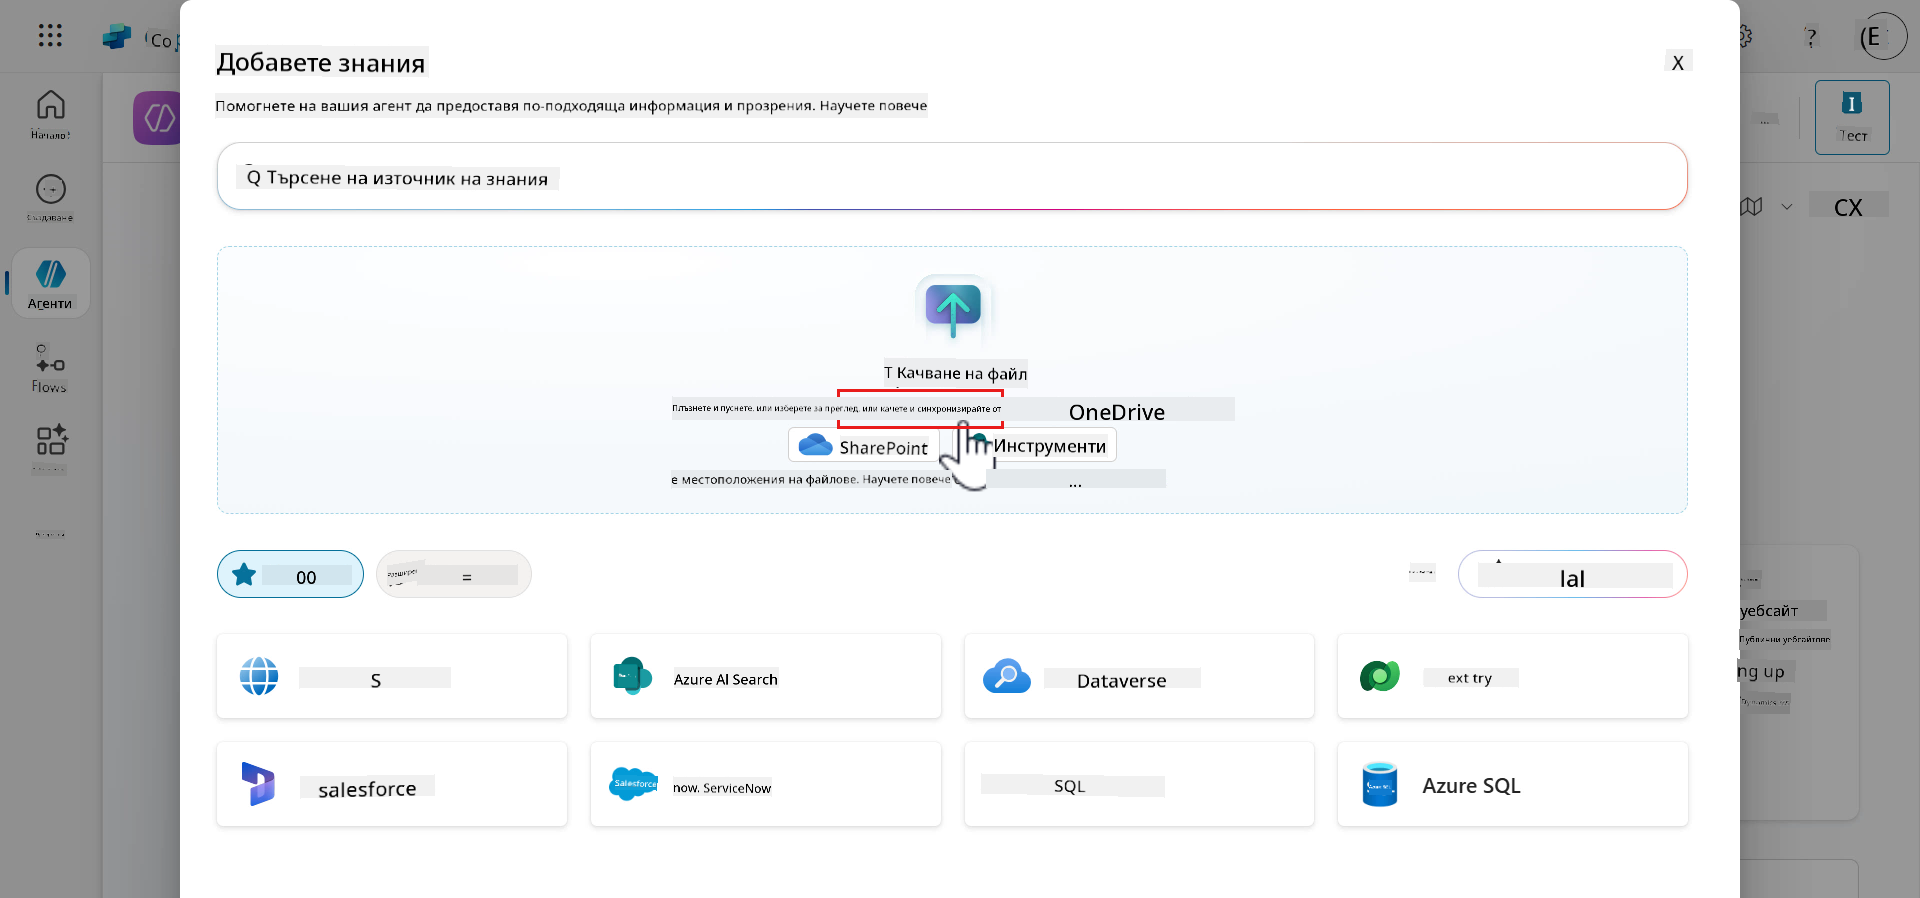 Co
?
(E
Добавете знания
X
Помогнете на вашия агент да предоставя по-подходяща информация и прозрения. Научете повече
Начало
Създаване
Агенти
Flows
Q Търсене на източник на знания
...
I
Тест
CX
T Качване на файл
Плъзнете и пуснете, или изберете за преглед, или качете и синхронизирайте от
OneDrive
SharePoint
Инструменти
е местоположения на файлове. Научете повече
...
00
=
lal
S
Azure AI Search
Dataverse
ext try
salesforce
Salesforce
now. ServiceNow
SQL
Azure SQL
уебсайт
Публични уебсайтове
ng up